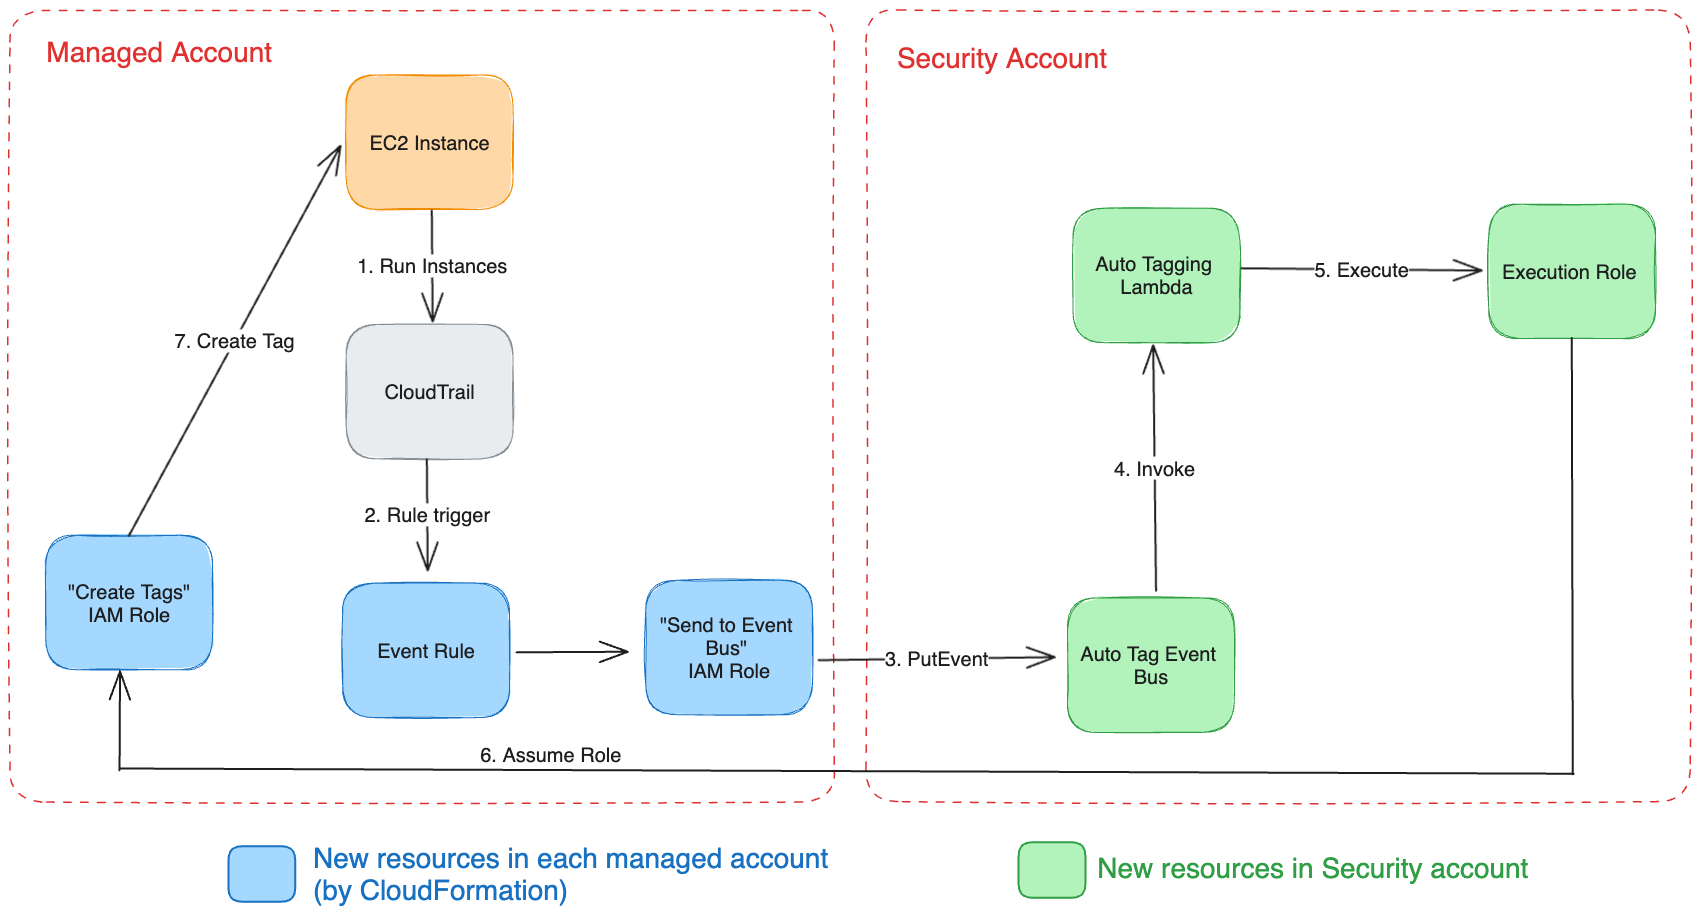 Managed Account
Security Account
EC2 Instance
1. Run Instances
7. Create Tag
CloudTrail
2. Rule trigger
"Create Tags"
IAM Role
Event Rule
"Send to Event
Bus"
IAM Role
3. PutEvent
Auto Tag Event
Bus
4. Invoke
Auto Tagging
Lambda
5. Execute
Execution Role
6. Assume Role
New resources in each managed account
(by CloudFormation)
New resources in Security account